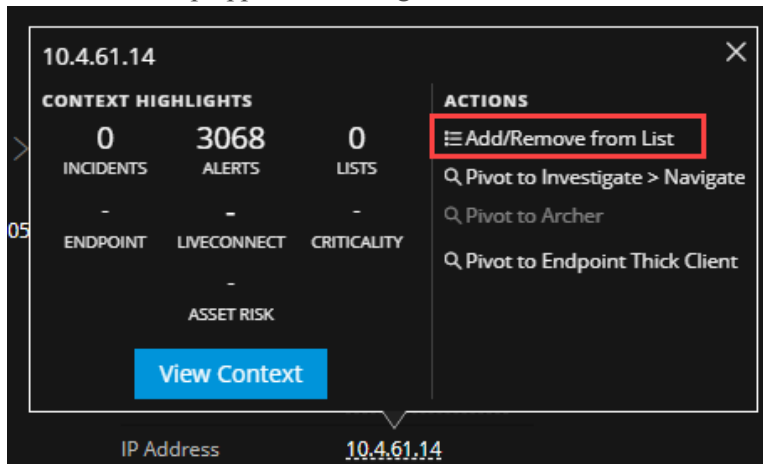 10.4.61.14
CONTEXT HIGHLIGHTS
0
INCIDENTS
3068
ALERTS
0
LISTS
-
ENDPOINT
-
LIVECONNECT
-
CRITICALITY
-
ASSET RISK
View Context
ACTIONS
Add/Remove from List
Pivot to Investigate > Navigate
Pivot to Archer
Pivot to Endpoint Thick Client
05
IP Address 10.4.61.14